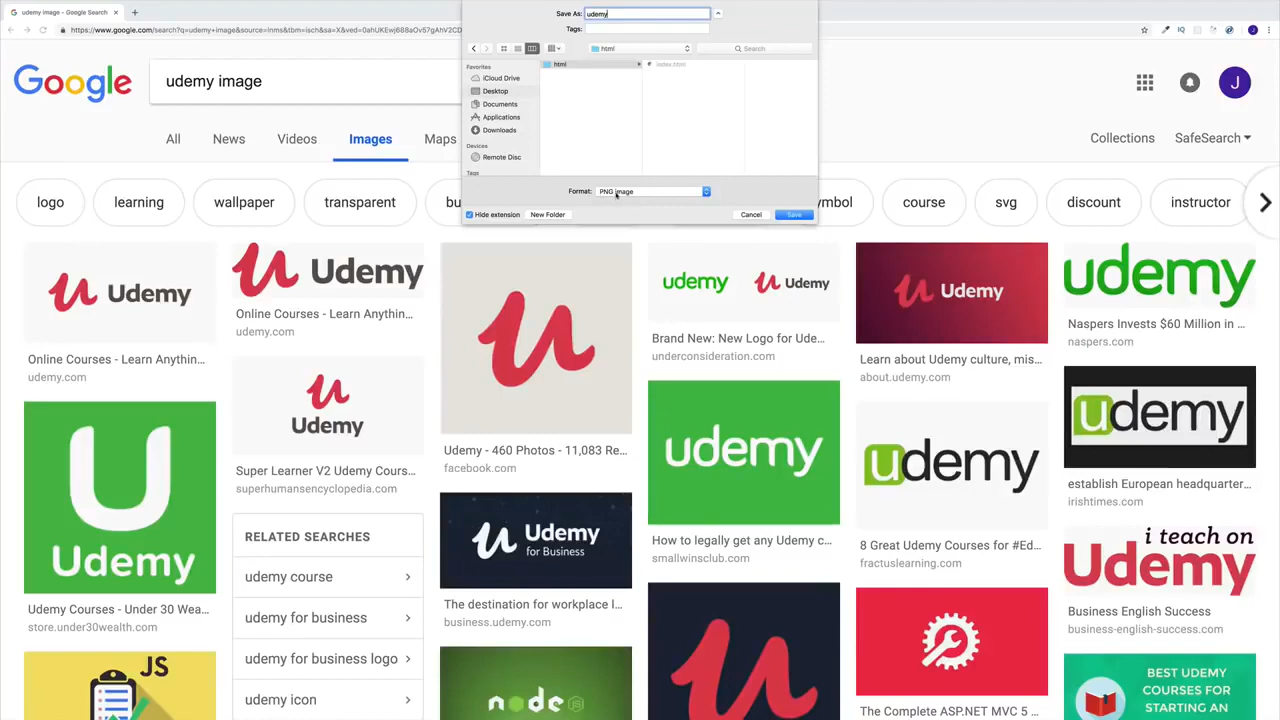 udemy image - Google Search
https://www.google.com/search?q=udemy+image&source=lnms&tbm=isch&sa=X&ved=
Google
udemy image
J
All
News
Videos
Images
Maps
Collections
SafeSearch
Save As:
udemy
Tags:
html
Search
Favorites
iCloud Drive
Desktop
Documents
Applications
Downloads
Devices
Remote Disc
Tags
html
index.html
Format:
PNG image
Hide extension
New Folder
Cancel
Save
logo
learning
wallpaper
transparent
bu
mbol
course
svg
discount
instructor
Udemy
Online Courses - Learn Anythin...
udemy.com
U
Udemy
Udemy Courses - Under 30 Wea...
store.under30wealth.com
JS
Udemy
Online Courses - Learn Anythin...
udemy.com
Udemy
Super Learner V2 Udemy Cours...
superhumansencyclopedia.com
RELATED SEARCHES
udemy course
udemy for business
udemy for business logo
udemy icon
u
Udemy - 460 Photos - 11,083 Re...
facebook.com
Udemy
for Business
The destination for workplace l...
business.udemy.com
node
JS
udemy
Udemy
Brand New: New Logo for Ude...
underconsideration.com
udemy
How to legally get any Udemy c...
smallwinsclub.com
u
Udemy
Learn about Udemy culture, mis...
about.udemy.com
udemy
8 Great Udemy Courses for #Ed...
fractuslearning.com
The Complete ASP.NET MVC 5 ...
udemy
Naspers Invests $60 Million in ...
naspers.com
udemy
establish European headquarter...
irishtimes.com
i teach on
Udemy
Business English Success
business-english-success.com
BEST UDEMY
COURSES FOR
STARTING AN